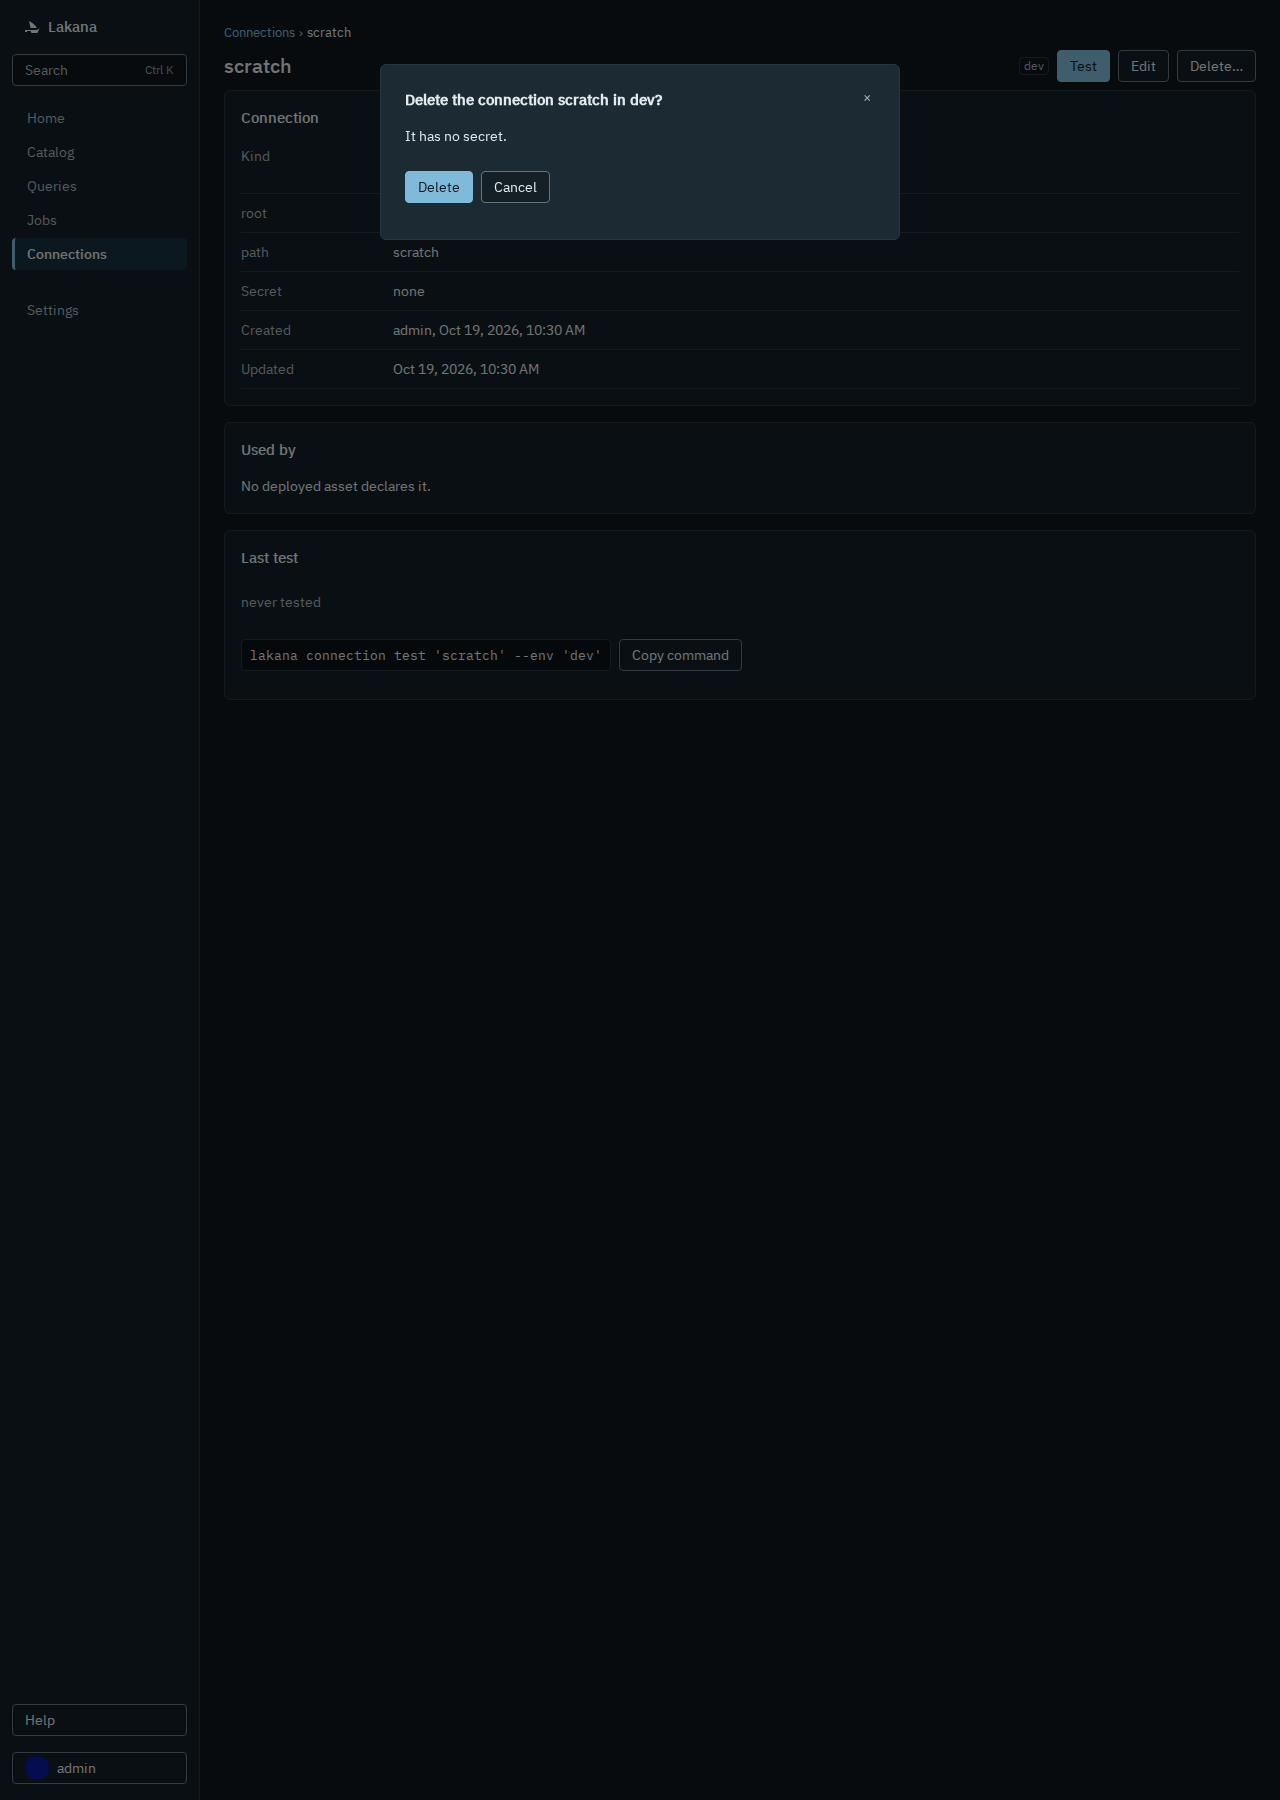 Lakana
Search Ctrl K
Home
Catalog
Queries
Jobs
Connections
Settings
Help
admin
Connections › scratch
scratch
dev Test Edit Delete…
Connection
Kind
root
path scratch
Secret none
Created admin, Oct 19, 2026, 10:30 AM
Updated Oct 19, 2026, 10:30 AM
Used by
No deployed asset declares it.
Last test
never tested
lakana connection test 'scratch' --env 'dev' Copy command
Delete the connection scratch in dev? ×
It has no secret.
Delete Cancel